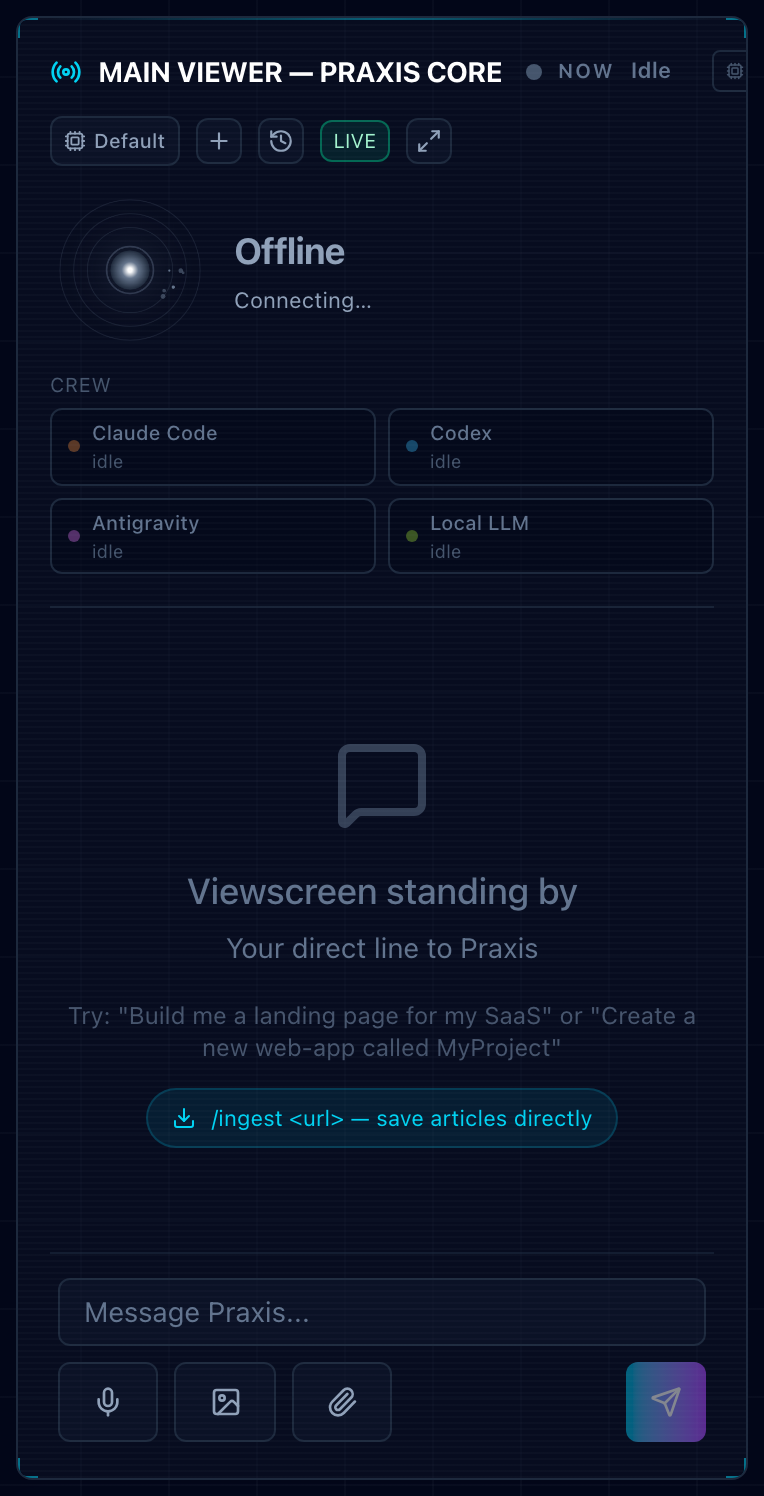 MAIN VIEWER — PRAXIS CORE
NOW Idle
Default
LIVE
Offline
Connecting...
CREW
Claude Code
idle
Codex
idle
Antigravity
idle
Local LLM
idle
Viewscreen standing by
Your direct line to Praxis
Try: "Build me a landing page for my SaaS" or "Create a
new web-app called MyProject"
/ingest <url> — save articles directly
Message Praxis...